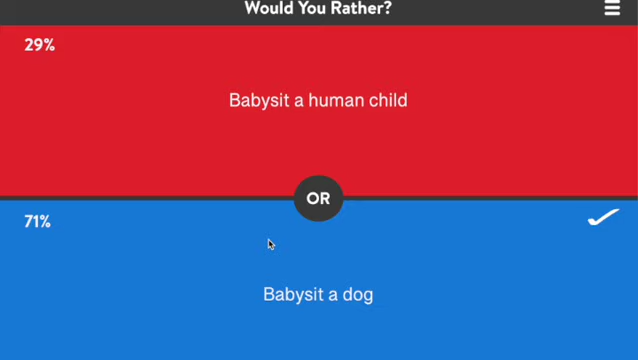 Would You Rather?
29%
Babysit a human child
OR
71%
Babysit a dog